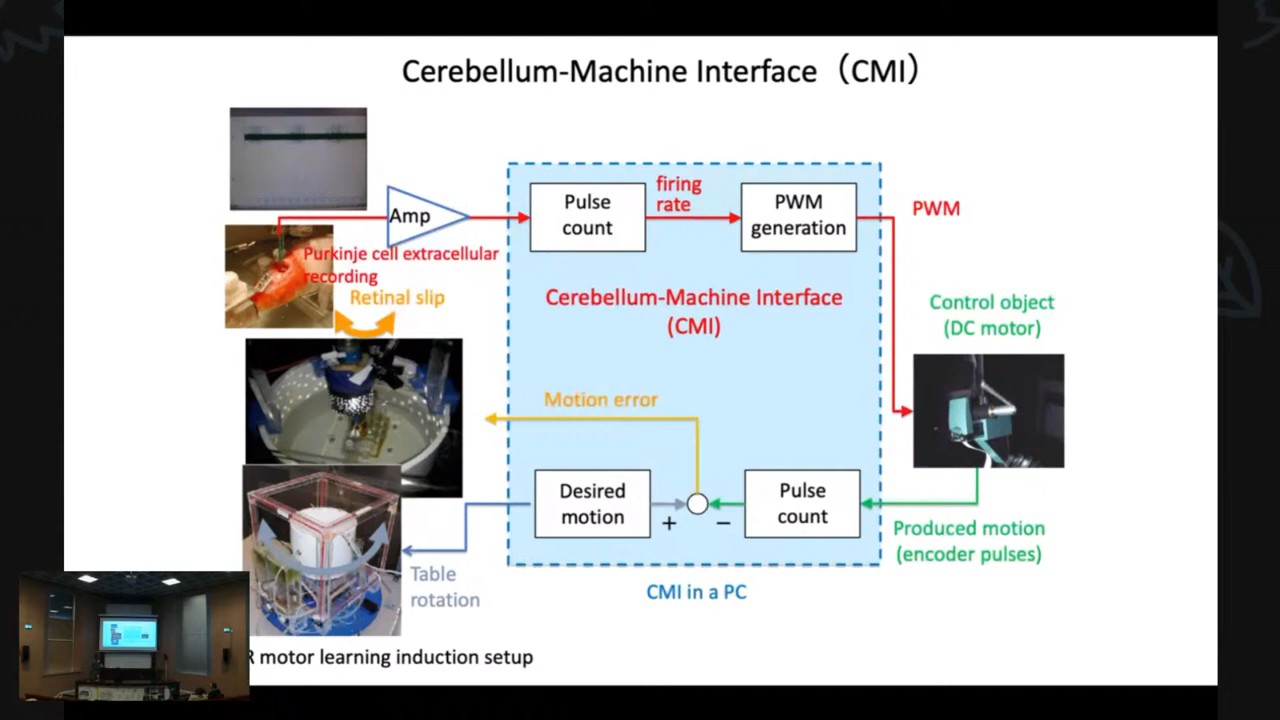 Cerebellum-Machine Interface（CMI）
Amp
Pulse
count
firing
rate
PWM
generation
PWM
Purkinje cell extracellular
recording
Retinal slip
Cerebellum-Machine Interface
(CMI)
Control object
(DC motor)
Motion error
Desired
motion
+
−
Pulse
count
Produced motion
(encoder pulses)
Table
rotation
CMI in a PC
R motor learning induction setup